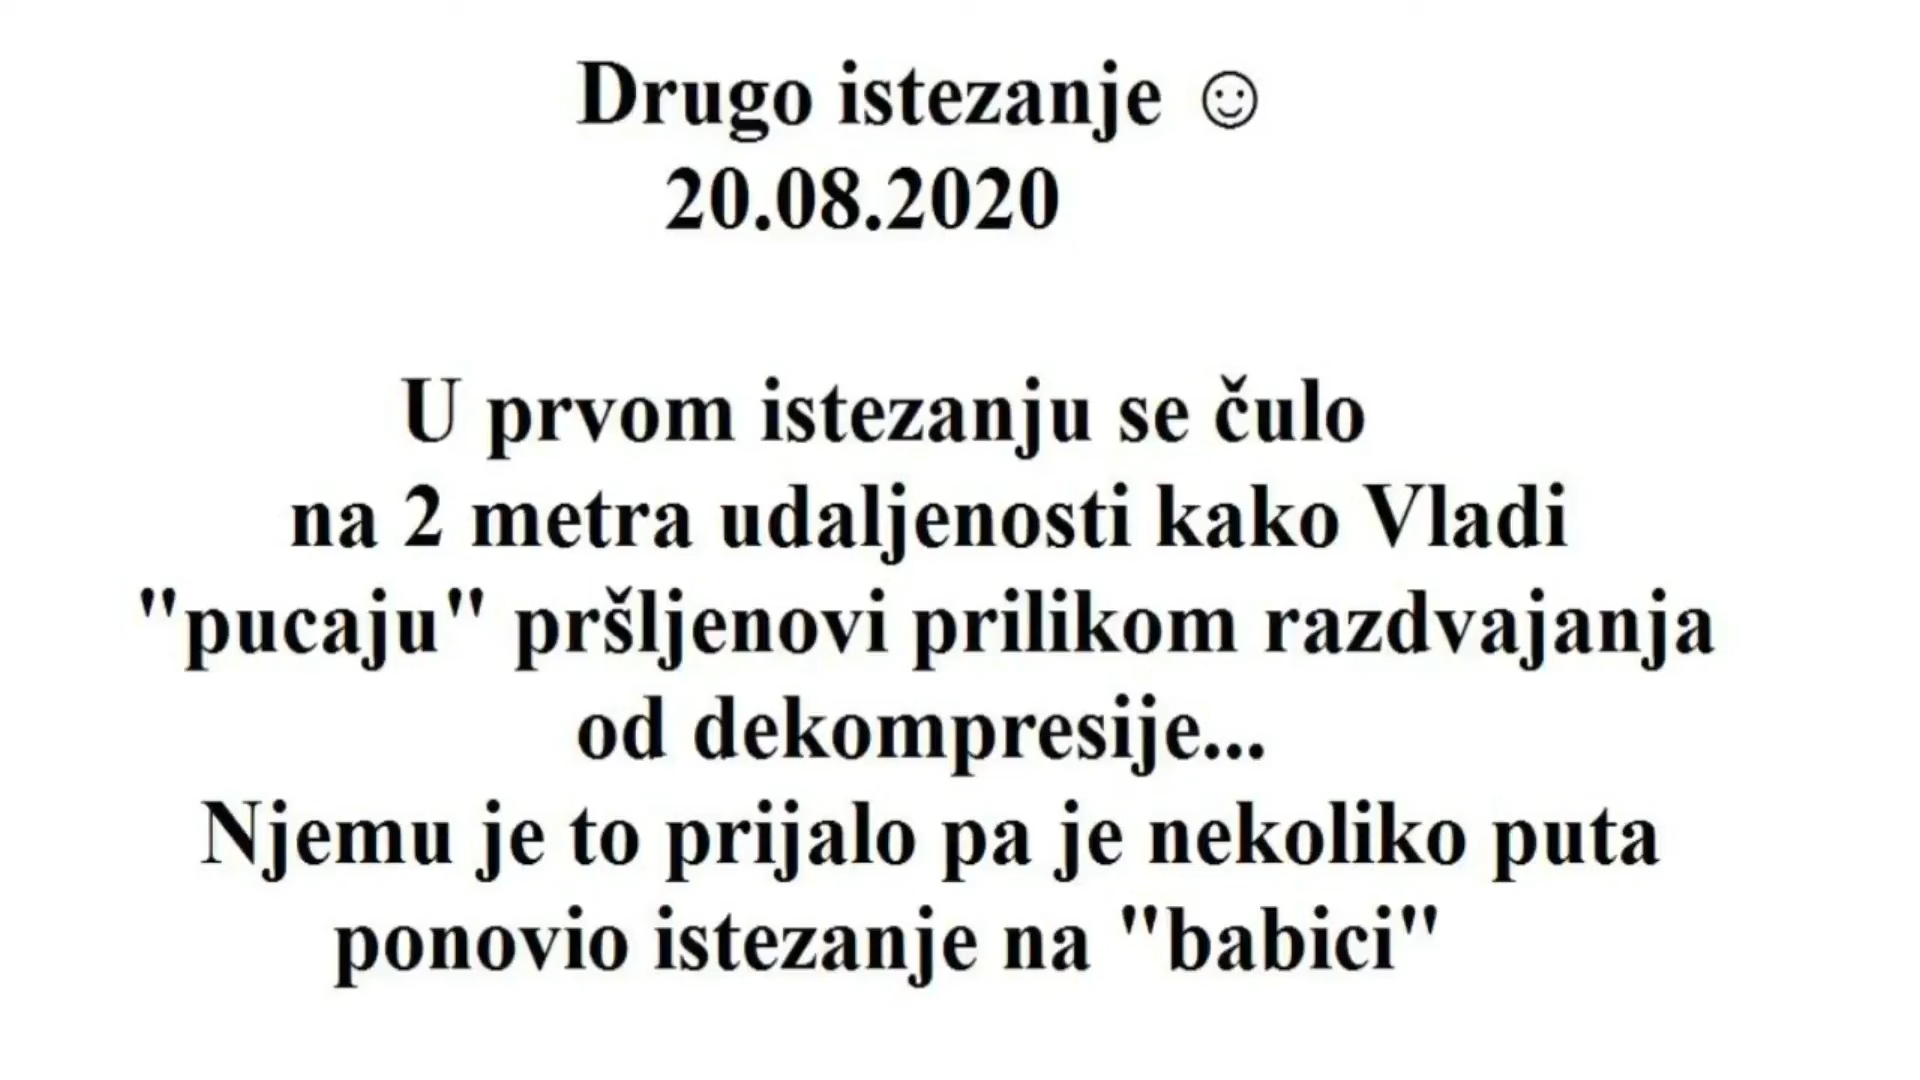 Drugo istezanje ☺
20.08.2020
U prvom istezanju se čulo
na 2 metra udaljenosti kako Vladi
"pucaju" pršljenovi prilikom razdvajanja
od dekompresije...
Njemu je to prijalo pa je nekoliko puta
ponovio istezanje na "babici"